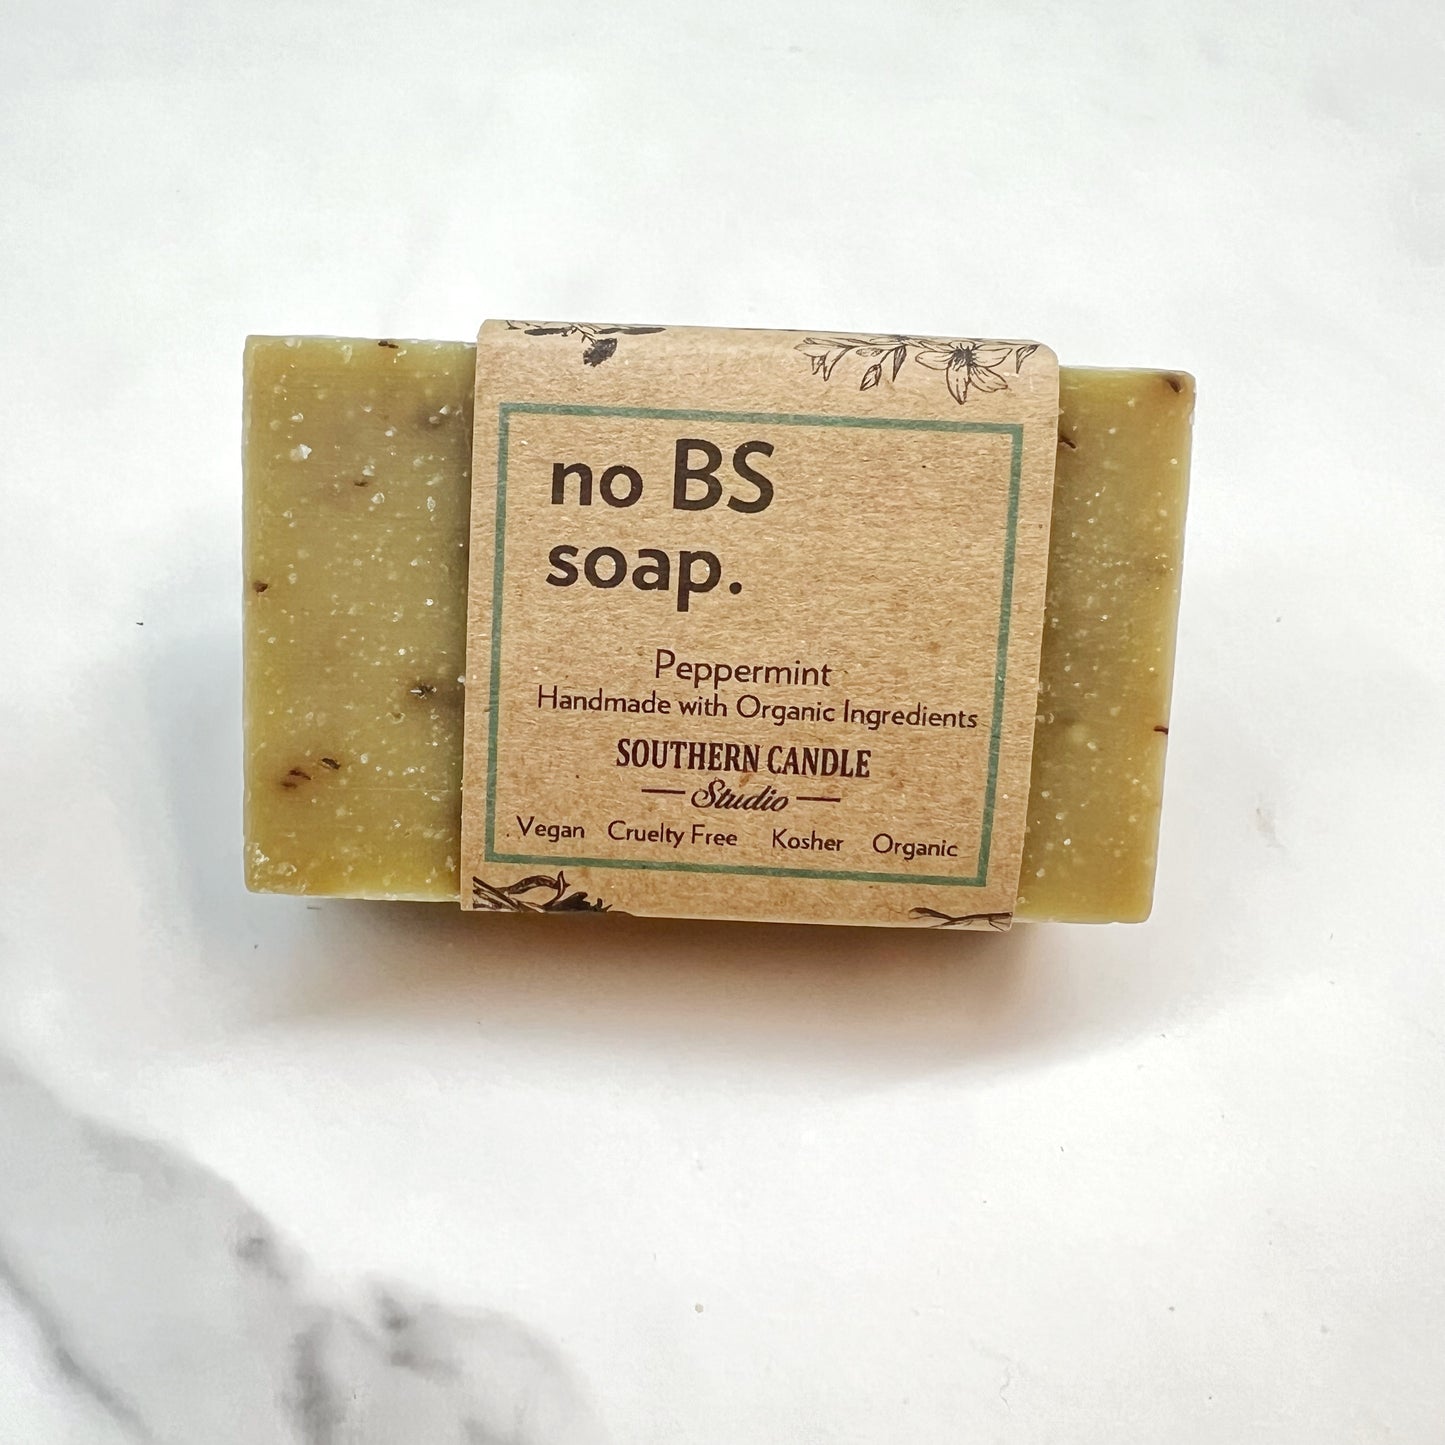 no BS
soap.
Peppermint
Handmade with Organic Ingredients
SOUTHERN CANDLE
Studio
Vegan Cruelty Free Kosher Organic